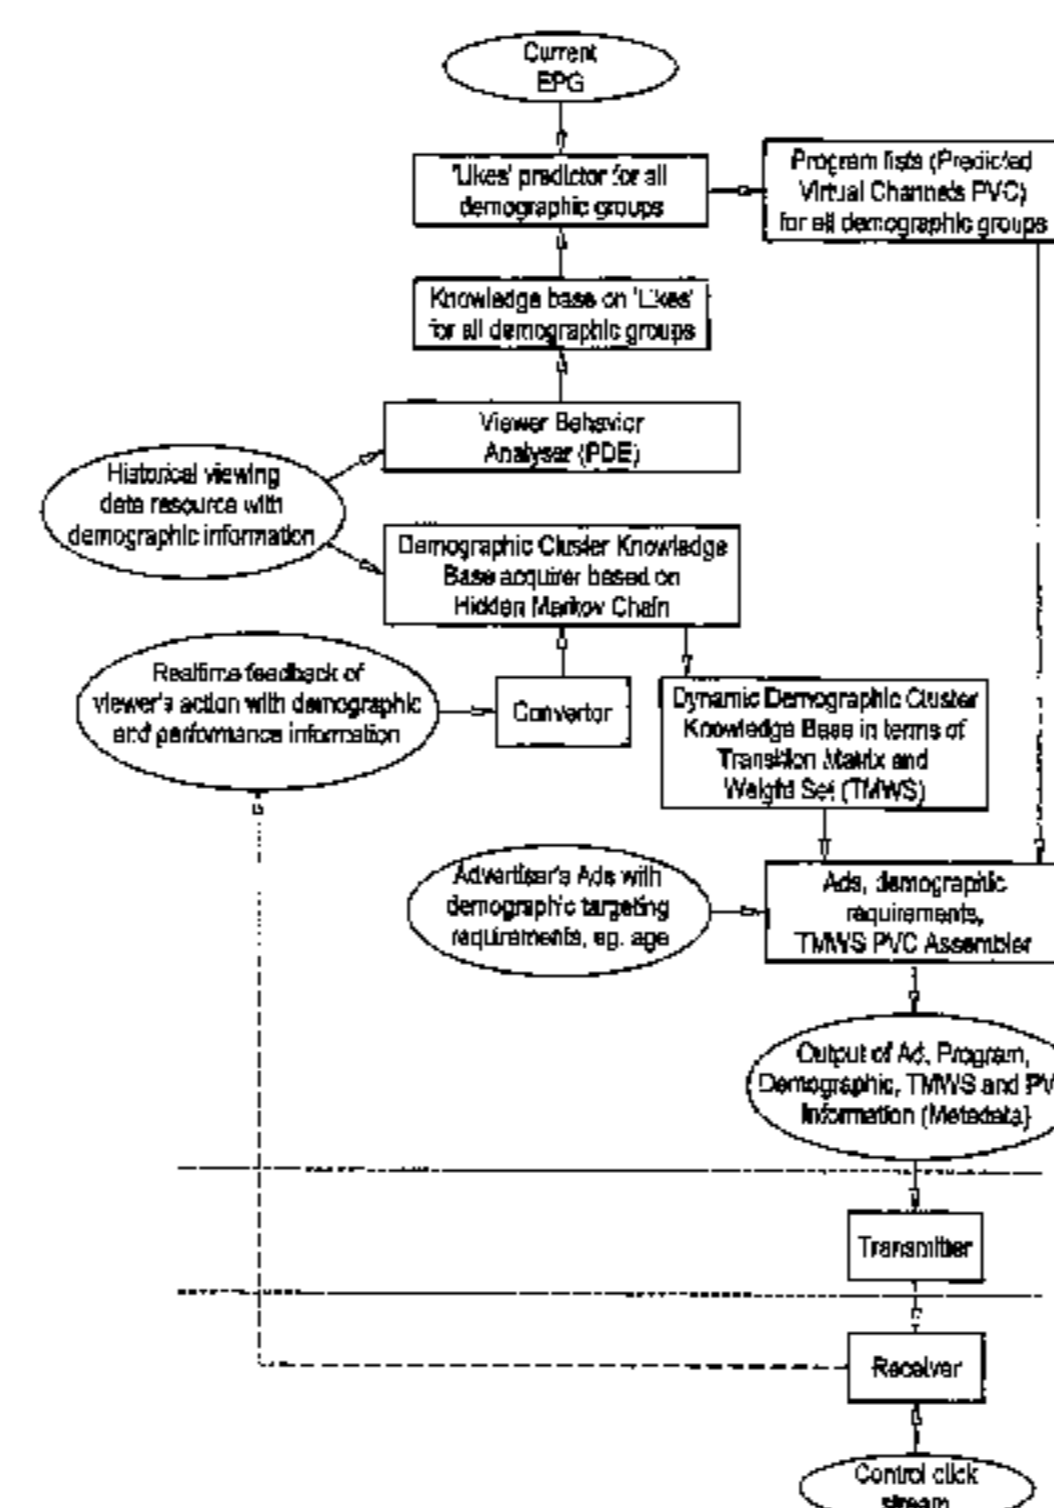 Current
EPG
'Likes' predictor for all
demographic groups
Program lists (Predicted
Virtual Channels PVC)
for all demographic groups
Knowledge base on 'Likes'
for all demographic groups
Viewer Behavior
Analyser (PDE)
Historical viewing
data resource with
demographic information
Demographic Cluster Knowledge
Base acquirer based on
Hidden Markov Chain
Realtime feedback of
viewer's action with demographic
and performance information
Convertor
Dynamic Demographic Cluster
Knowledge Base in terms of
Transition Matrix and
Weight Set (TMWS)
Advertiser's Ads with
demographic targeting
requirements, eg. age
Ads, demographic
requirements,
TMWS PVC Assembler
Output of Ad, Program,
Demographic, TMWS and PV
Information (Metadata)
Transmitter
Receiver
Control click
stream